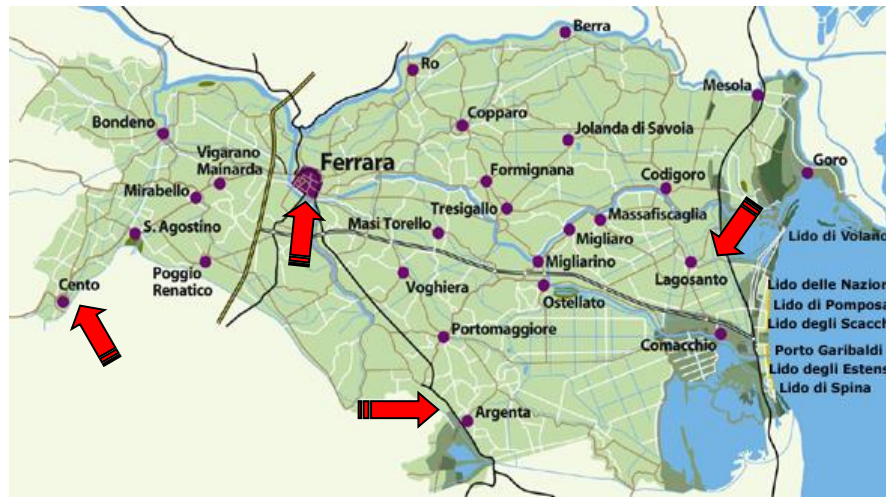 Berra
Ro
Mesola
Copparo
Bondeno
Jolanda di Savoia
Vigarano
Mainarda
Ferrara
Goro
Formignana
Codigoro
Mirabello
Tresigallo
Massafiscaglia
S. Agostino
Masi Torello
Migliaro
Lido di Volano
Poggio
Renatico
Migliarino
Lagosanto
Cento
Voghiera
Ostellato
Lido delle Nazion
Lido di Pomposa
Lido degli Scacch
Portomaggiore
Comacchio
Porto Garibaldi
Lido degli Estens
Lido di Spina
Argenta